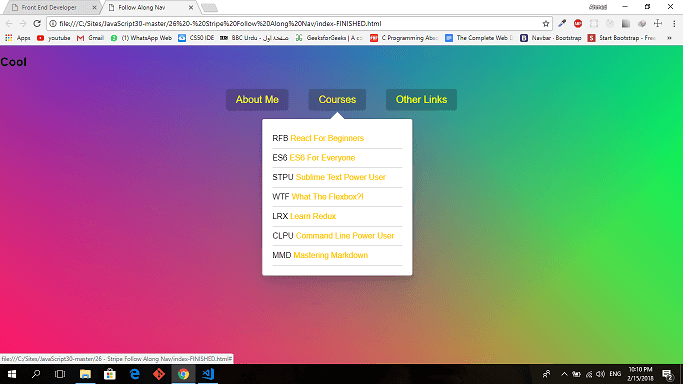 Front End Developer
Follow Along Nav
file:///C:/Sites/JavaScript30-master/26%20-%20Stripe%20Follow%20Along%20Nav/index-FINISHED.html
Apps youtube Gmail (1) WhatsApp Web CS50 IDE BBC Urdu - صفحۂ اول GeeksforGeeks | A C Programming Abso The Complete Web D Navbar · Bootstrap Start Bootstrap - Free
Cool
About Me Courses Other Links
RFB React For Beginners
ES6 ES6 For Everyone
STPU Sublime Text Power User
WTF What The Flexbox?!
LRX Learn Redux
CLPU Command Line Power User
MMD Mastering Markdown
file:///C:/Sites/JavaScript30-master/26 - Stripe Follow Along Nav/index-FINISHED.html#
ENG
10:10 PM
2/15/2018